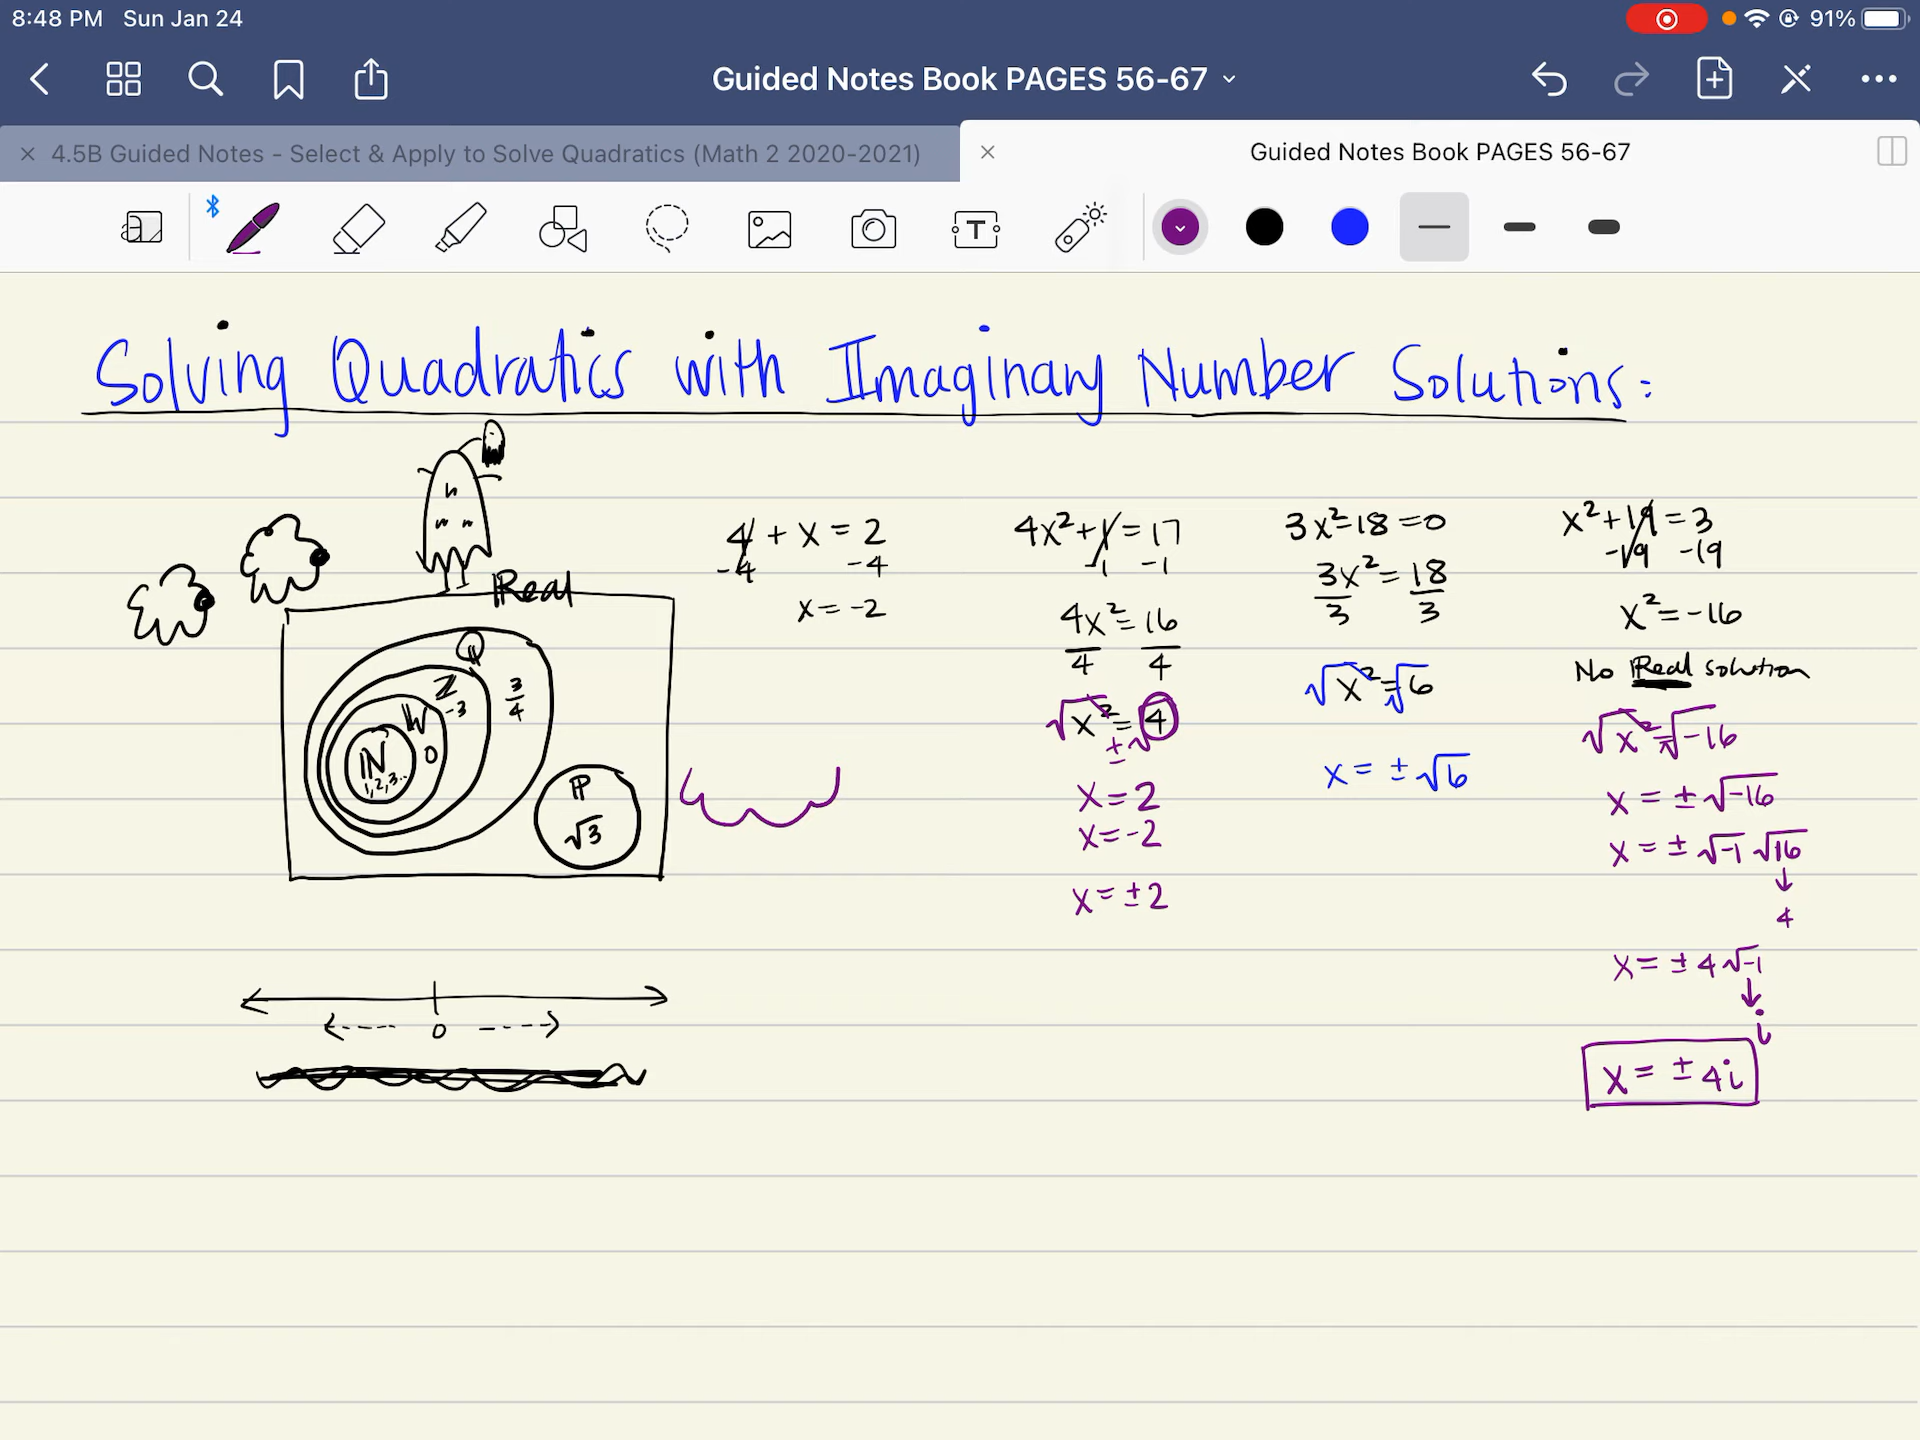 8:48 PM Sun Jan 24
91%
Guided Notes Book PAGES 56-67
4.5B Guided Notes - Select & Apply to Solve Quadratics (Math 2 2020-2021)
Guided Notes Book PAGES 56-67
T
Solving Quadratics with Imaginary Number Solutions:
Real
Q
Z
-3
3/4
W
0
N
1,2,3..
P
√3
0
4 + x = 2
-4 -4
x = -2
4x²+1 = 17
-1 -1
4x² = 16
4 4
√x² = ±√4
x = 2
x = -2
x = ±2
3x²-18 = 0
3x² = 18
3 3
√x² = √6
x = ±√6
x²+19 = 3
-19 -19
x² = -16
No Real solution
√x² = √-16
x = ±√-16
x = ±√-1 √16
↓
4
x = ±4√-1
↓
i
x = ±4i